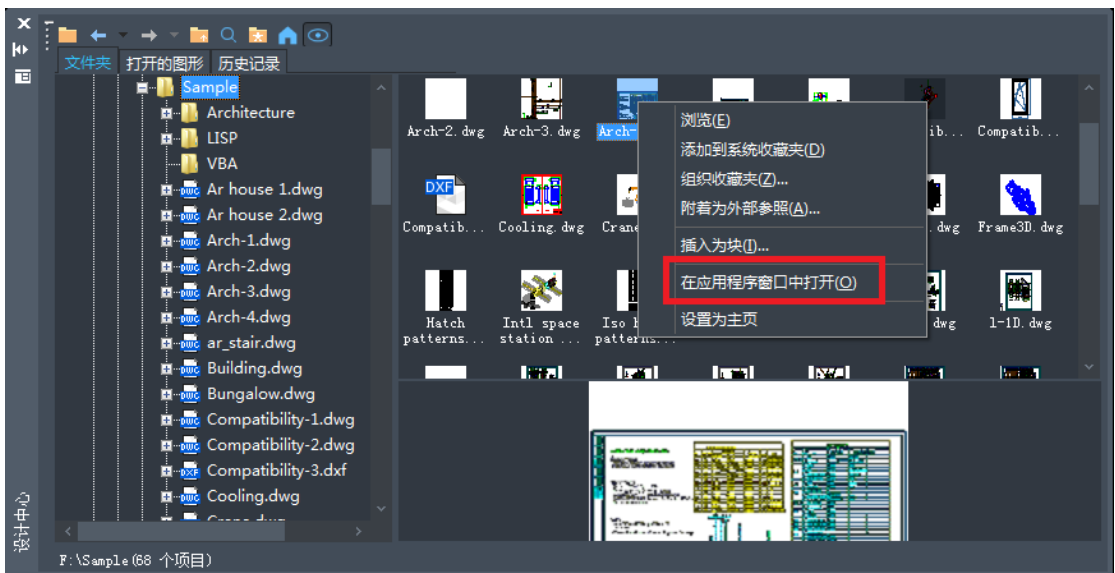 文件夹 打开的图形 历史记录
Sample
Architecture
LISP
VBA
Ar house 1.dwg
Ar house 2.dwg
Arch-1.dwg
Arch-2.dwg
Arch-3.dwg
Arch-4.dwg
ar_stair.dwg
Building.dwg
Bungalow.dwg
Compatibility-1.dwg
Compatibility-2.dwg
Compatibility-3.dxf
Cooling.dwg
Arch-2.dwg Arch-3.dwg Arch- ib... Compatib...
DXF
Compatib... Cooling.dwg Crane .dwg Frame3D.dwg
Hatch Intl space Iso dwg 1-1D.dwg
patterns... station ... patterns...
浏览(E)
添加到系统收藏夹(D)
组织收藏夹(Z)...
附着为外部参照(A)...
插入为块(I)...
在应用程序窗口中打开(O)
设置为主页
设计中心
F:\Sample(68 个项目)